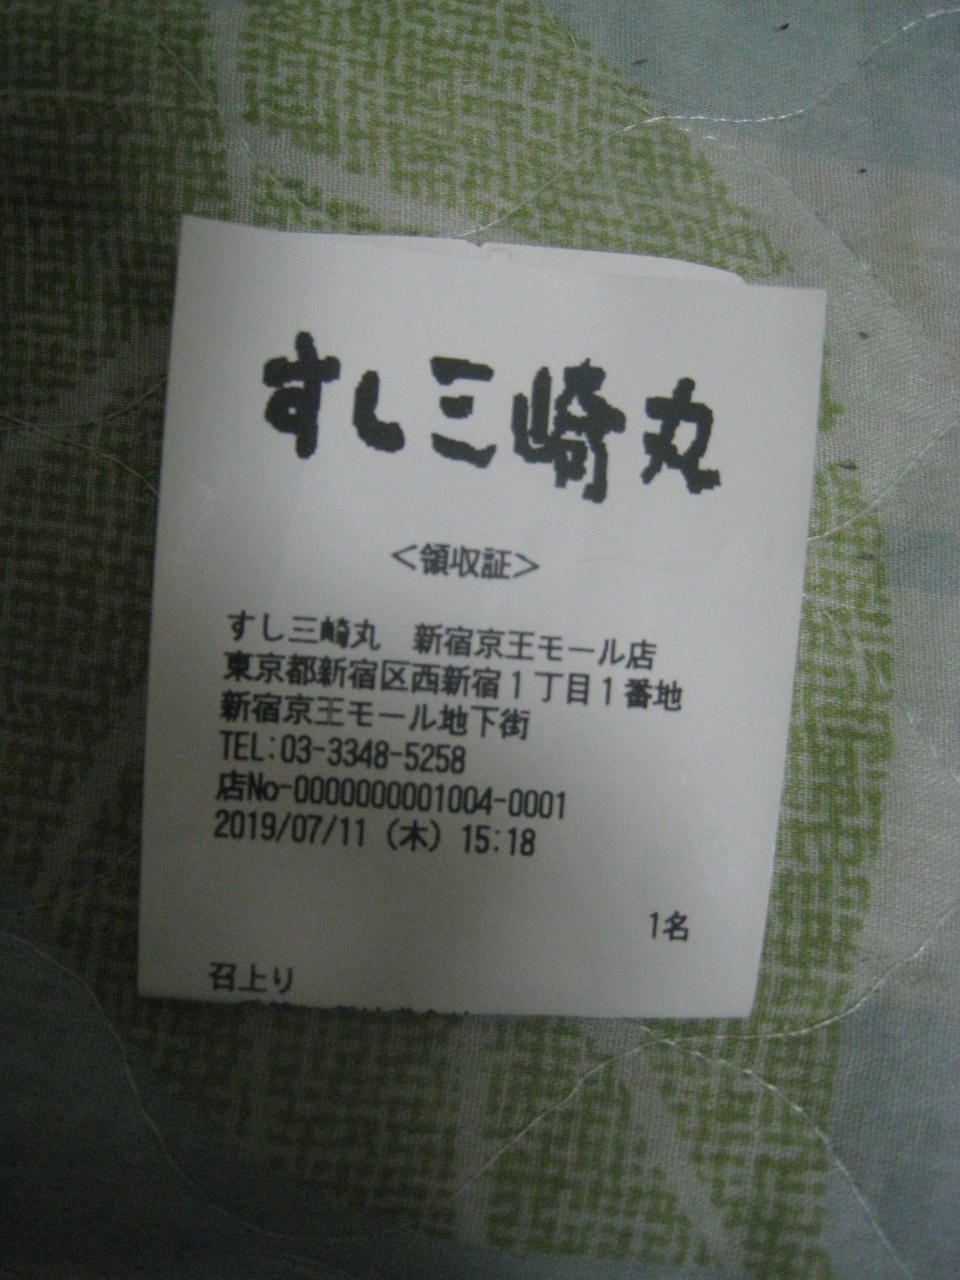 すし三崎丸
＜領収証＞
すし三崎丸　新宿京王モール店
東京都新宿区西新宿1丁目1番地
新宿京王モール地下街
TEL:03-3348-5258
店No-0000000001004-0001
2019/07/11（木）15:18
1名
召上り